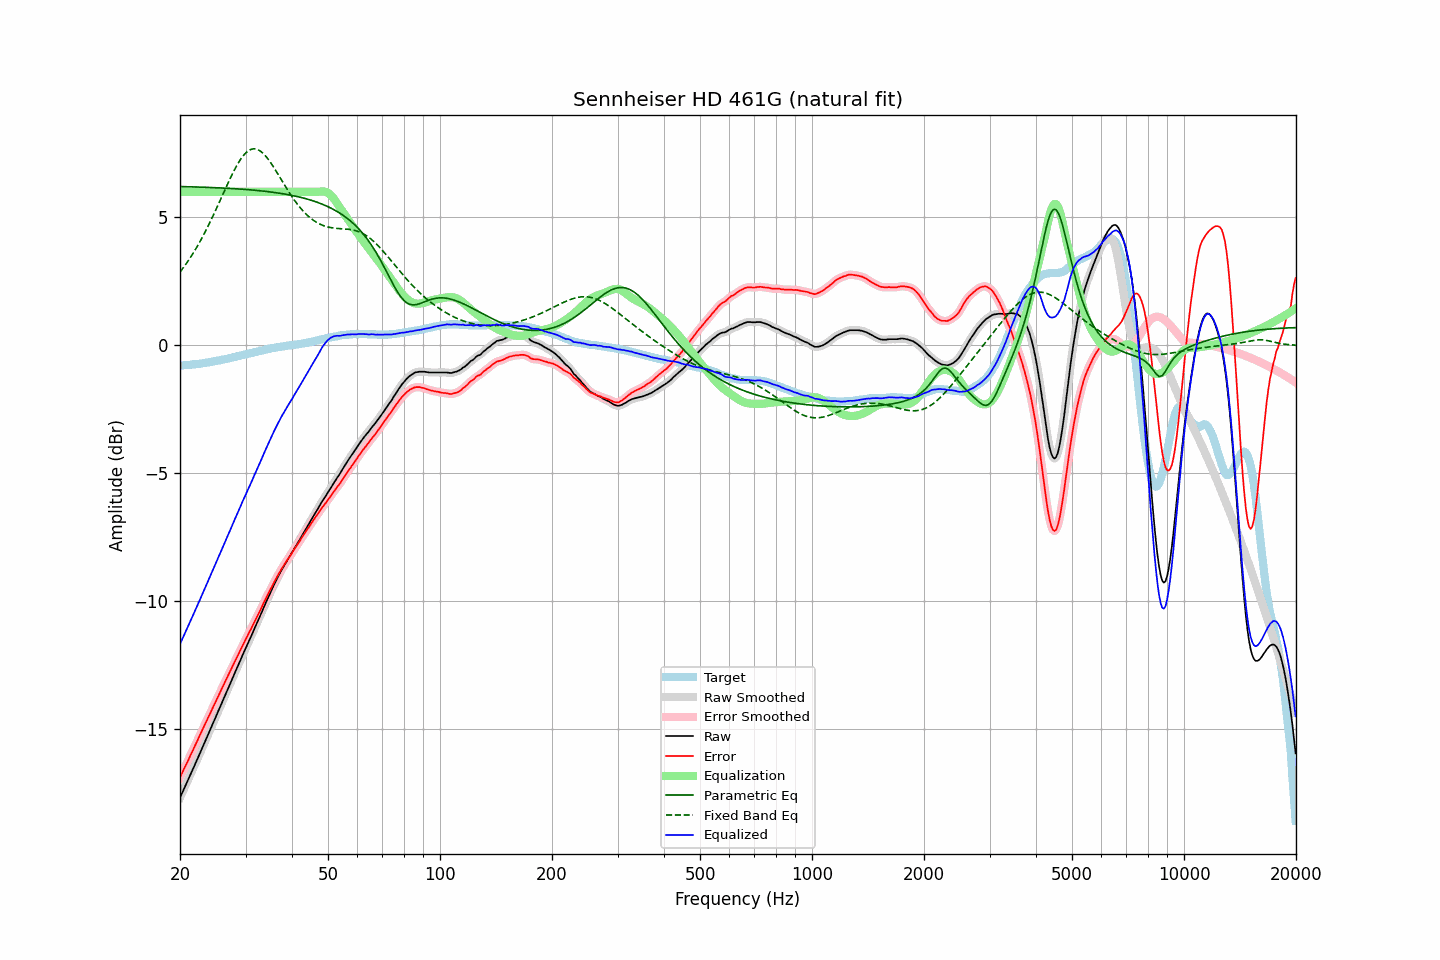 Sennheiser HD 461G (natural fit)
Amplitude (dBr)
5
0
−5
−10
−15
Target
Raw Smoothed
Error Smoothed
Raw
Error
Equalization
Parametric Eq
Fixed Band Eq
Equalized
20 50 100 200 500 1000 2000 5000 10000 20000
Frequency (Hz)